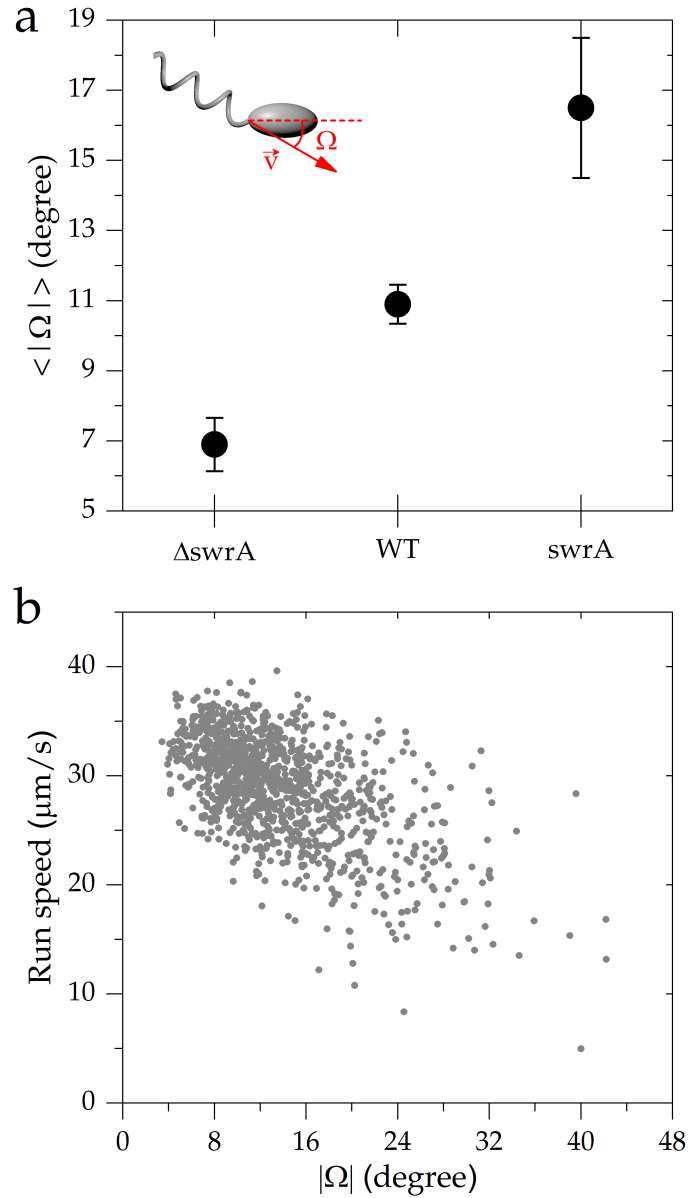 a
19
17
15
13
11
9
7
5
<|Ω|> (degree)
v⃗
Ω
ΔswrA WT swrA
b
40
30
20
10
0
Run speed (μm/s)
0 8 16 24 32 40 48
|Ω| (degree)